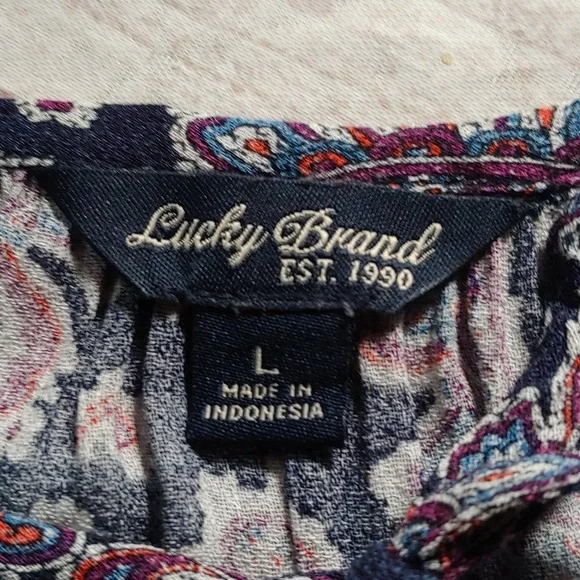 Lucky Brand
EST. 1990
L
MADE IN
INDONESIA